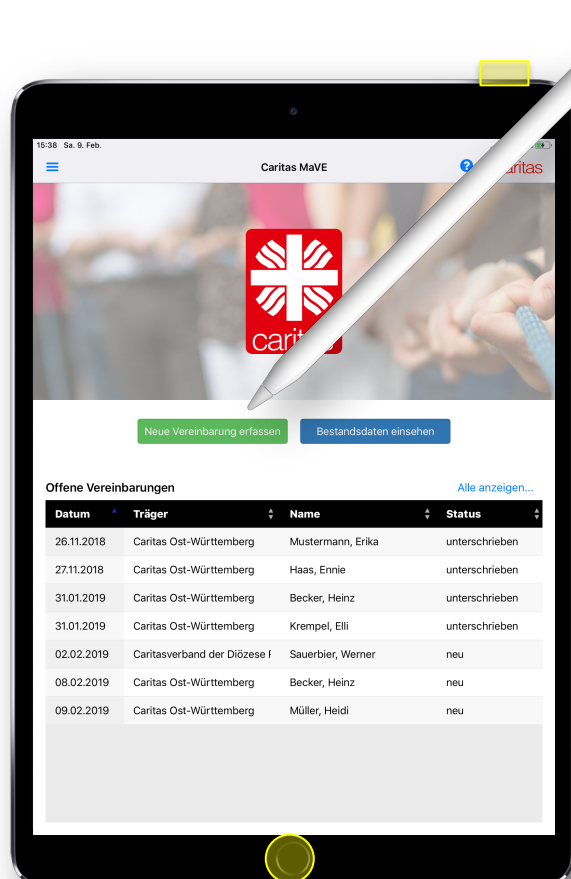 15:38 Sa. 9. Feb.
Caritas MaVE
?
Neue Vereinbarung erfassen
Bestandsdaten einsehen
Offene Vereinbarungen
Alle anzeigen...
Datum Träger Name Status
26.11.2018 Caritas Ost-Württemberg Mustermann, Erika unterschrieben
27.11.2018 Caritas Ost-Württemberg Haas, Ennie unterschrieben
31.01.2019 Caritas Ost-Württemberg Becker, Heinz unterschrieben
31.01.2019 Caritas Ost-Württemberg Krempel, Elli unterschrieben
02.02.2019 Caritasverband der Diözese Sauerbier, Werner neu
08.02.2019 Caritas Ost-Württemberg Becker, Heinz neu
09.02.2019 Caritas Ost-Württemberg Müller, Heidi neu